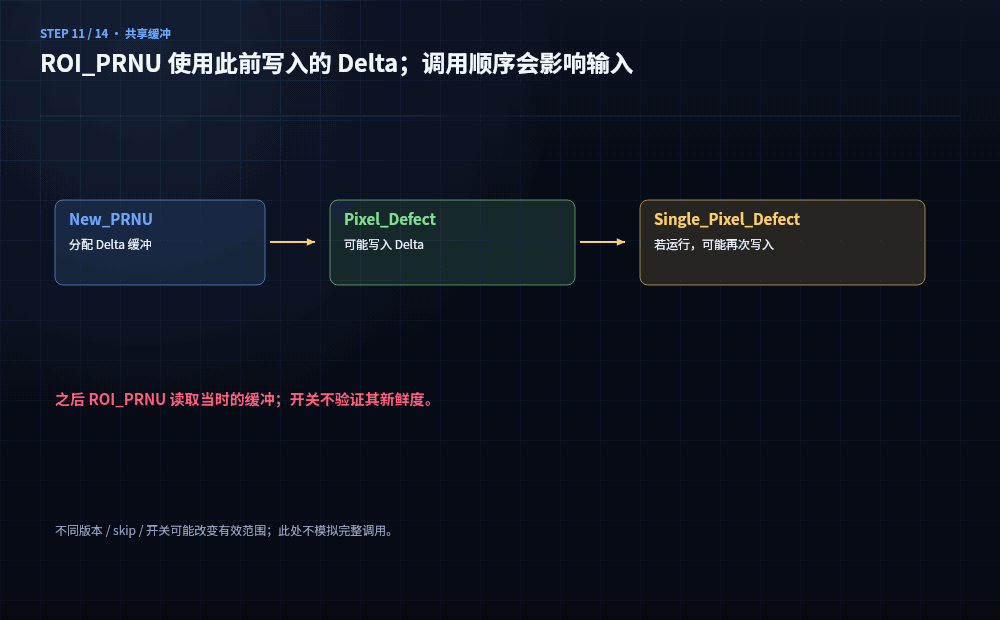 STEP 11 / 14 · 共享缓冲
ROI_PRNU 使用此前写入的 Delta；调用顺序会影响输入
New_PRNU
分配 Delta 缓冲
Pixel_Defect
可能写入 Delta
Single_Pixel_Defect
若运行，可能再次写入
之后 ROI_PRNU 读取当时的缓冲；开关不验证其新鲜度。
不同版本 / skip / 开关可能改变有效范围；此处不模拟完整调用。